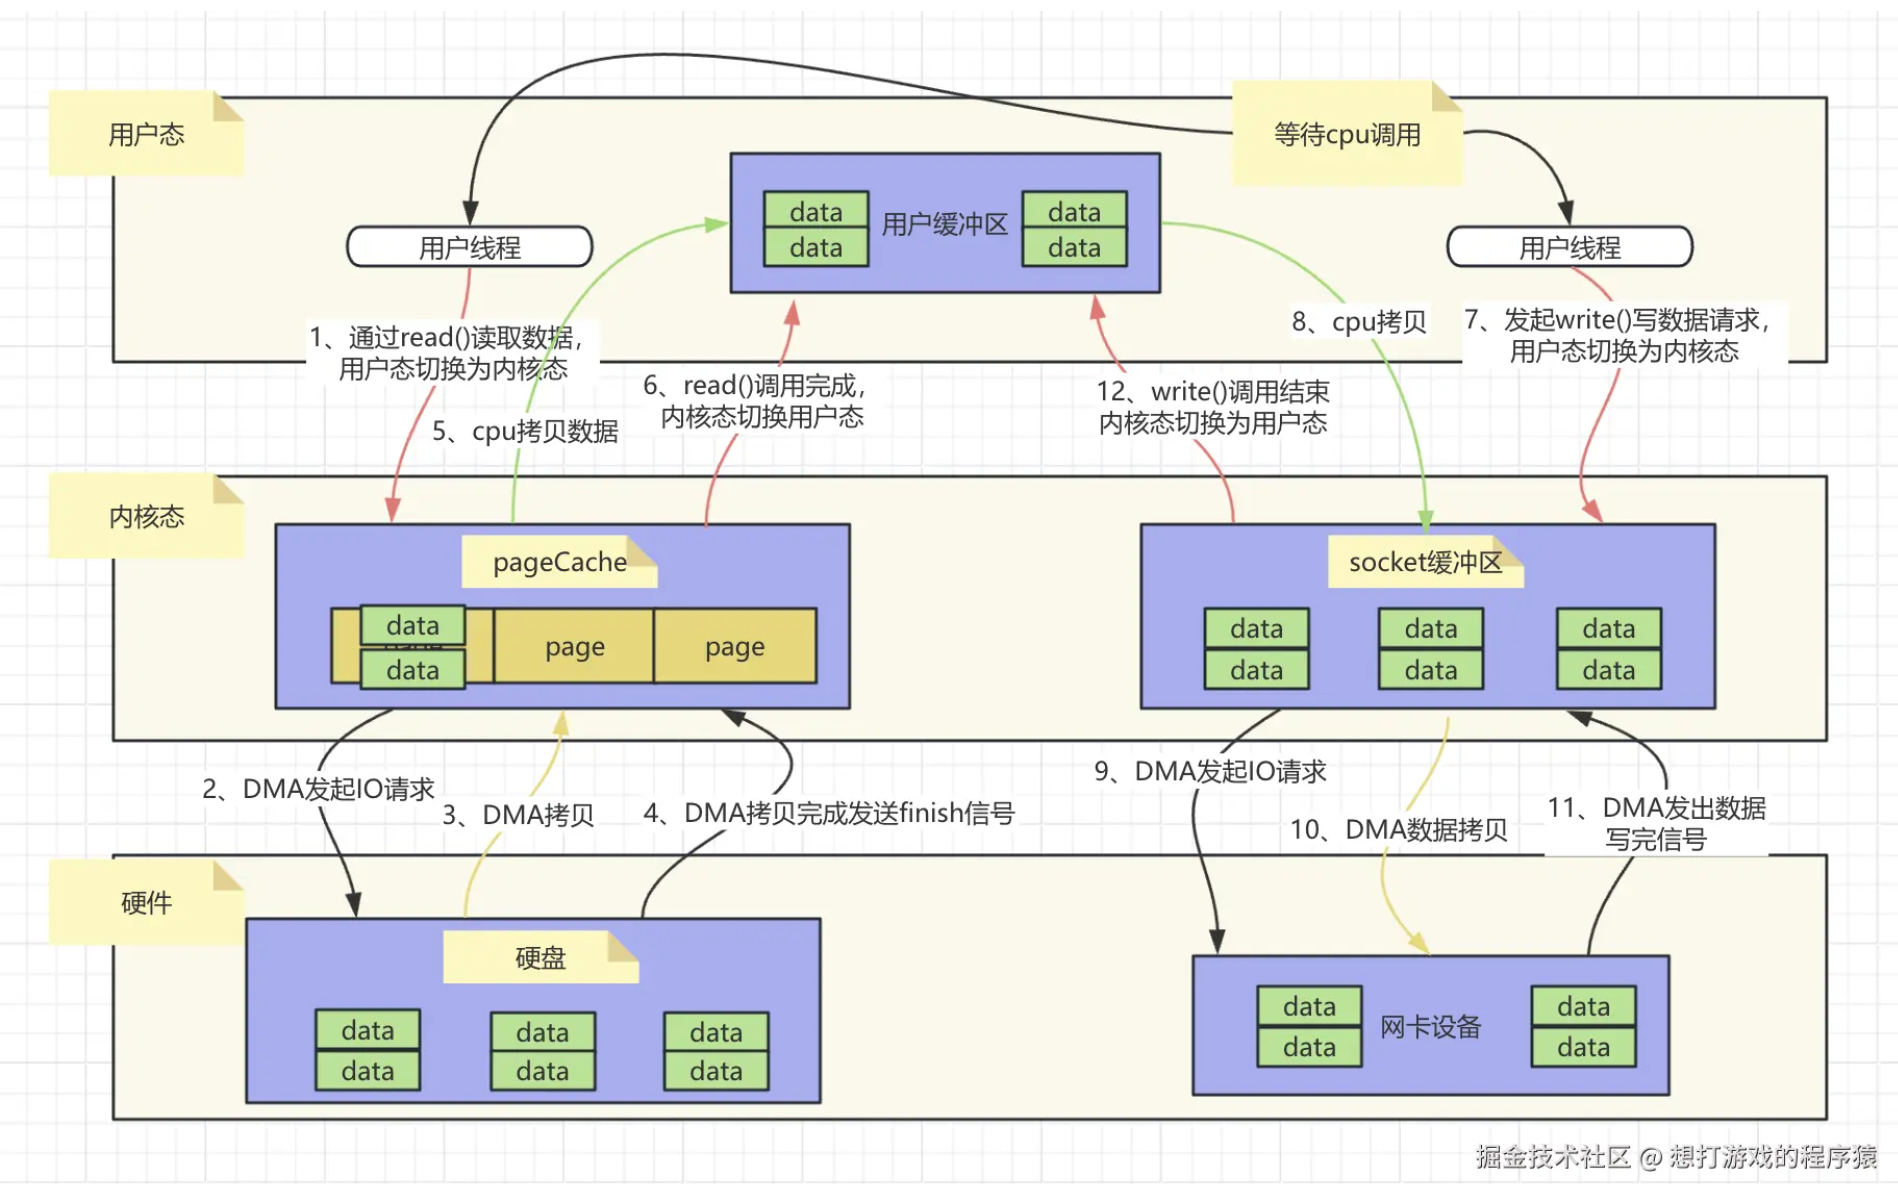 用户态
等待cpu调用
data
data
用户缓冲区
data
data
用户线程
用户线程
1、通过read()读取数据，
用户态切换为内核态
8、cpu拷贝
7、发起write()写数据请求，
用户态切换为内核态
6、read()调用完成，
内核态切换用户态
12、write()调用结束
内核态切换为用户态
5、cpu拷贝数据
内核态
pageCache
data
data
page
page
socket缓冲区
data
data
data
data
data
data
2、DMA发起IO请求
3、DMA拷贝
4、DMA拷贝完成发送finish信号
9、DMA发起IO请求
10、DMA数据拷贝
11、DMA发出数据
写完信号
硬件
硬盘
data
data
data
data
data
data
data
data
网卡设备
data
data
掘金技术社区 @ 想打游戏的程序猿